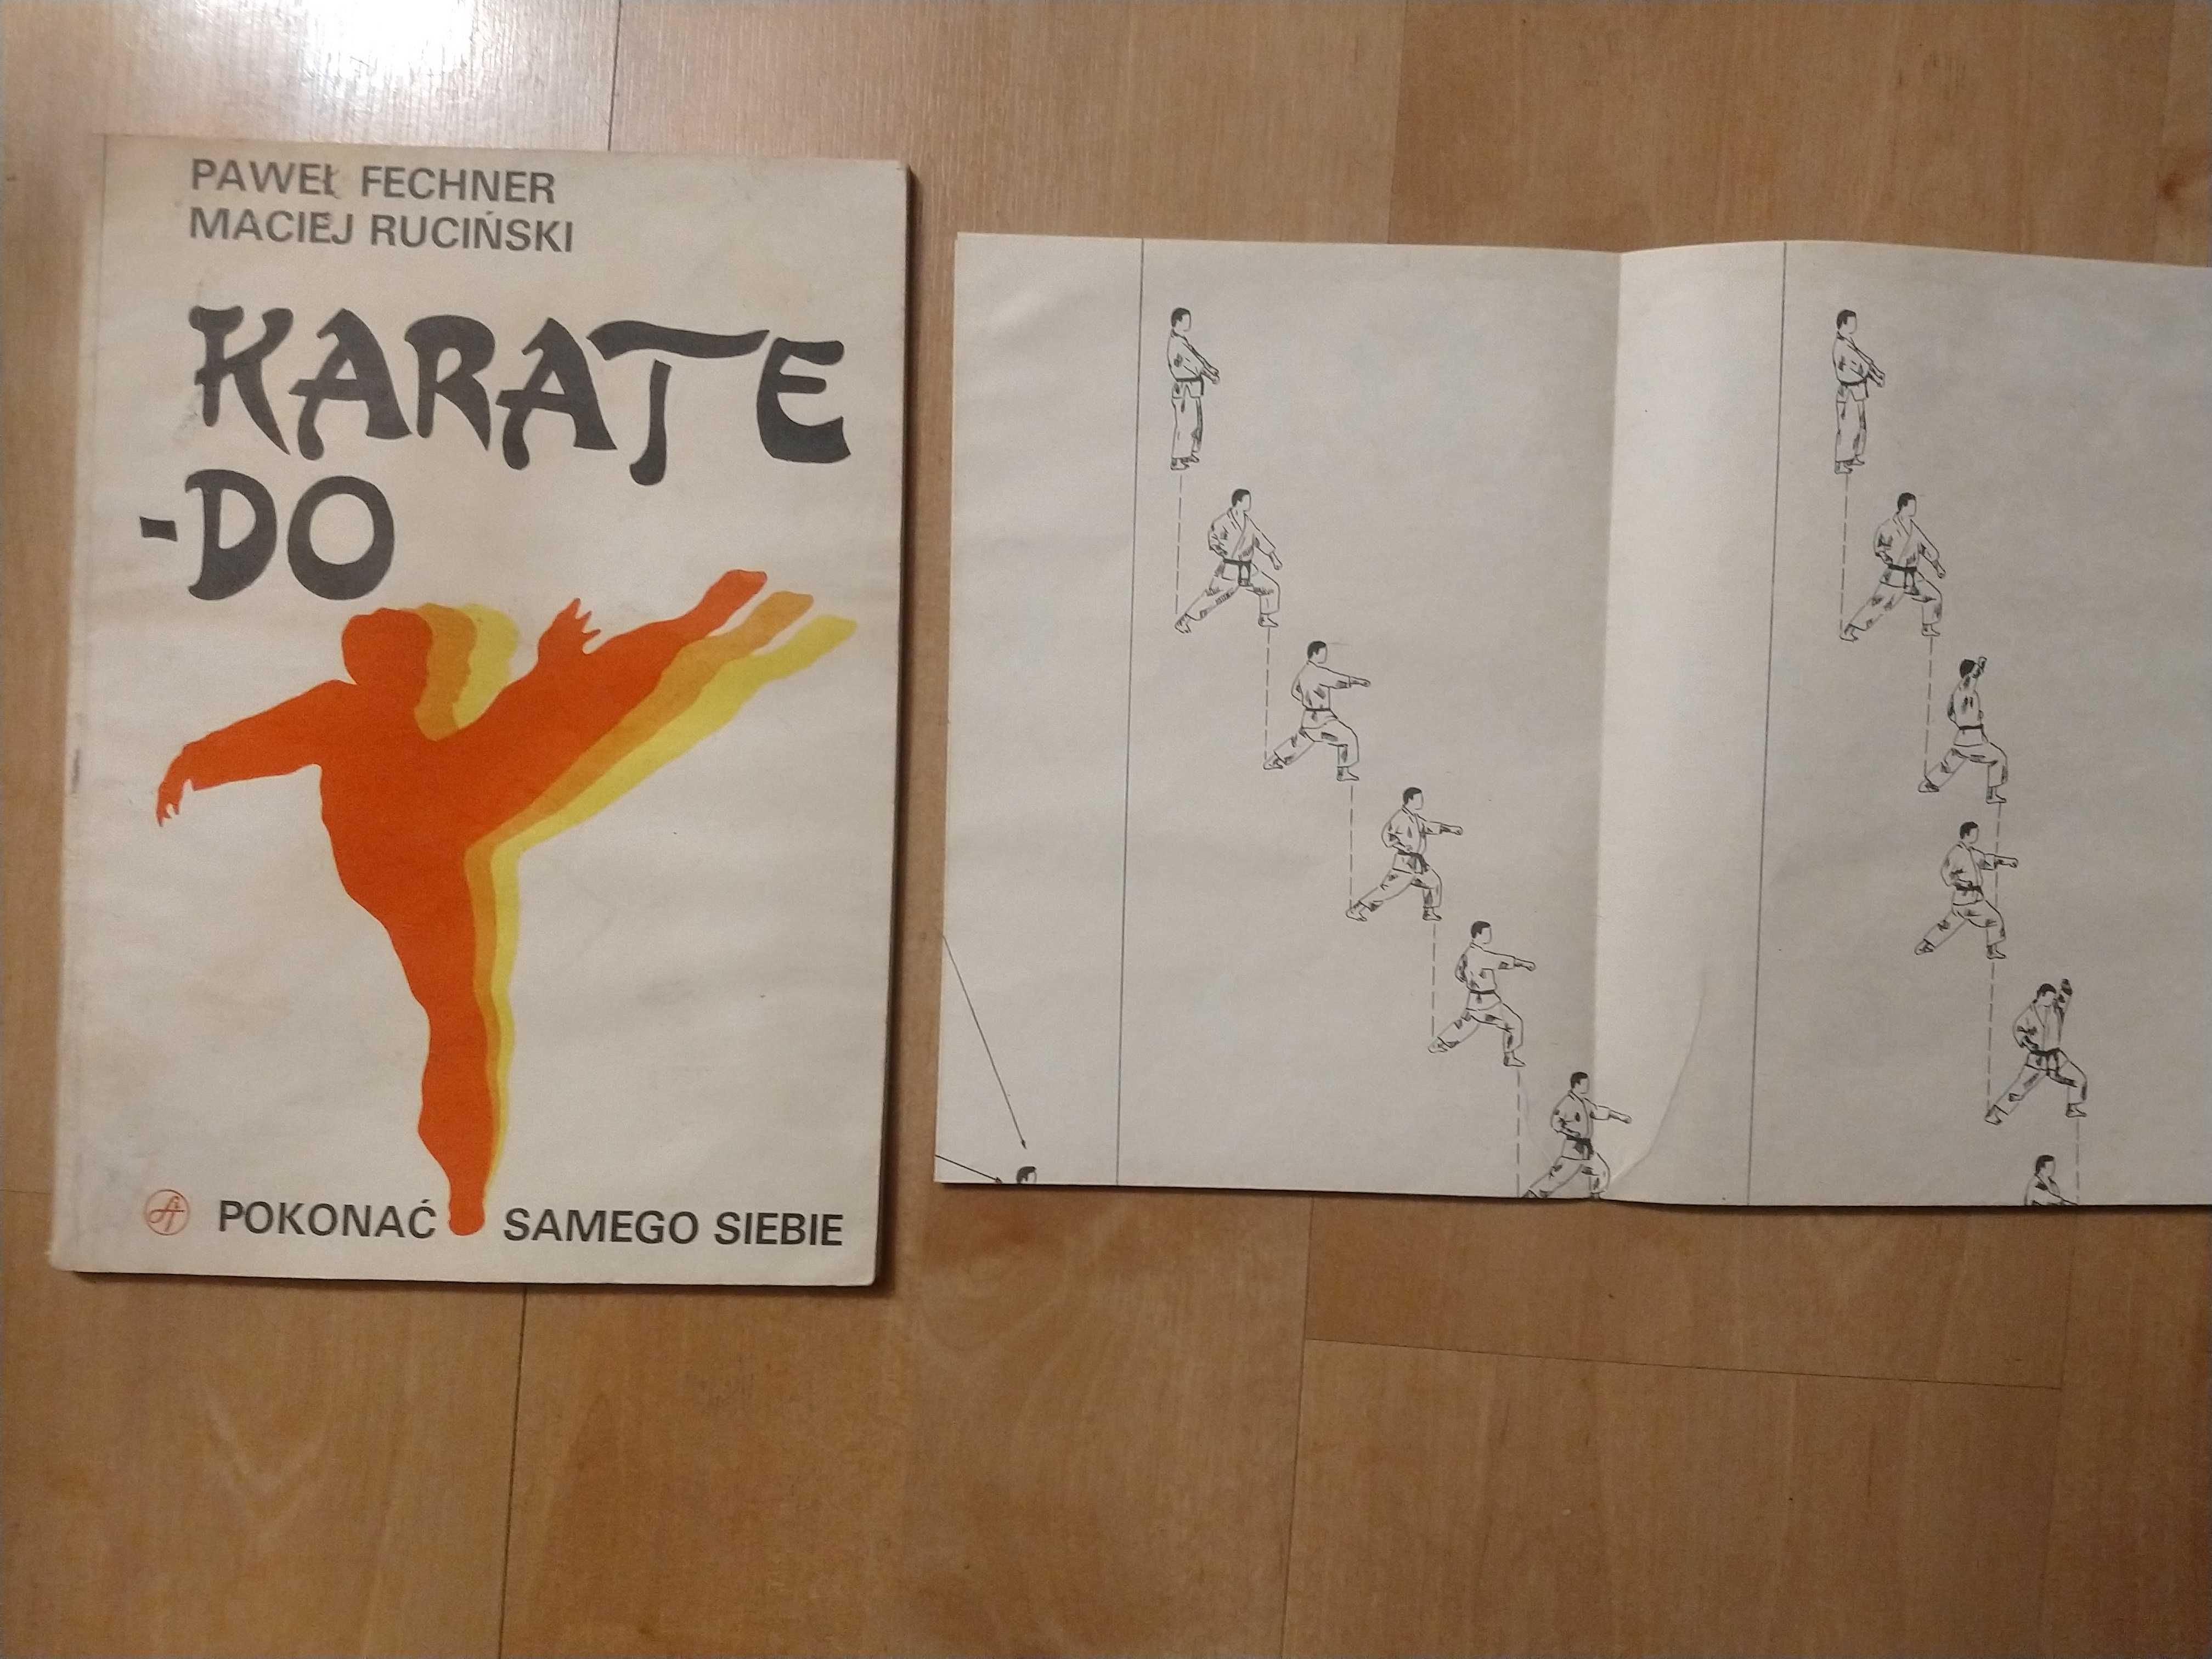 PAWEŁ FECHNER
MACIEJ RUCIŃSKI
KARATE
-DO
POKONAĆ SAMEGO SIEBIE